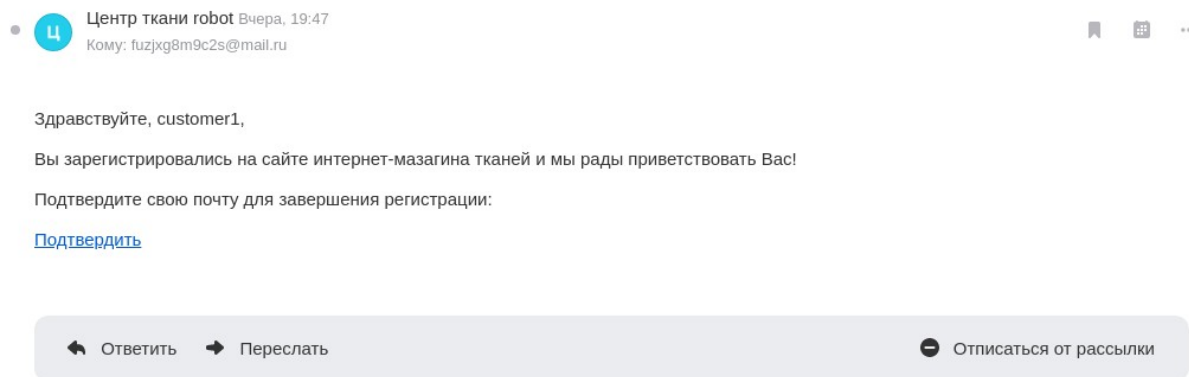 Ц
Центр ткани robot Вчера, 19:47
Кому: fuzjxg8m9c2s@mail.ru
Здравствуйте, customer1,
Вы зарегистрировались на сайте интернет-мазагина тканей и мы рады приветствовать Вас!
Подтвердите свою почту для завершения регистрации:
Подтвердить
Ответить Переслать Отписаться от рассылки